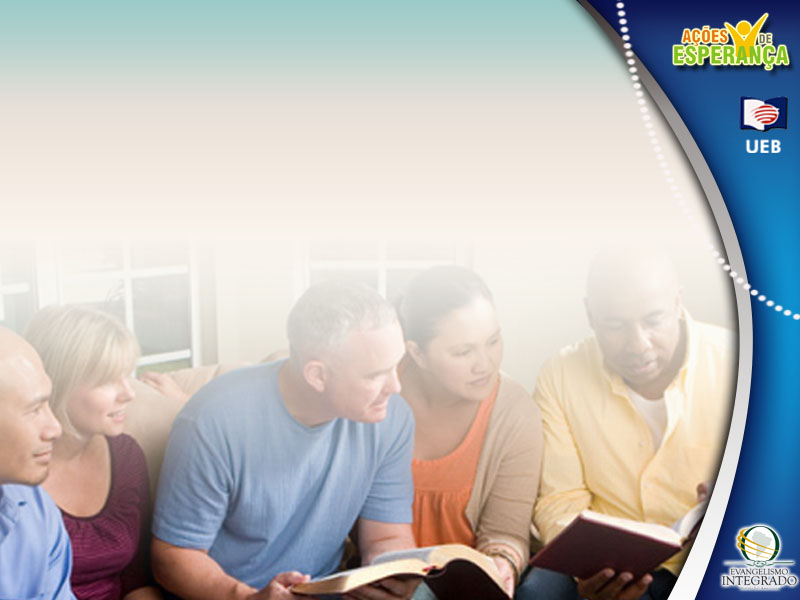 AÇÕES DE
ESPERANÇA
UEB
EVANGELISMO
INTEGRADO